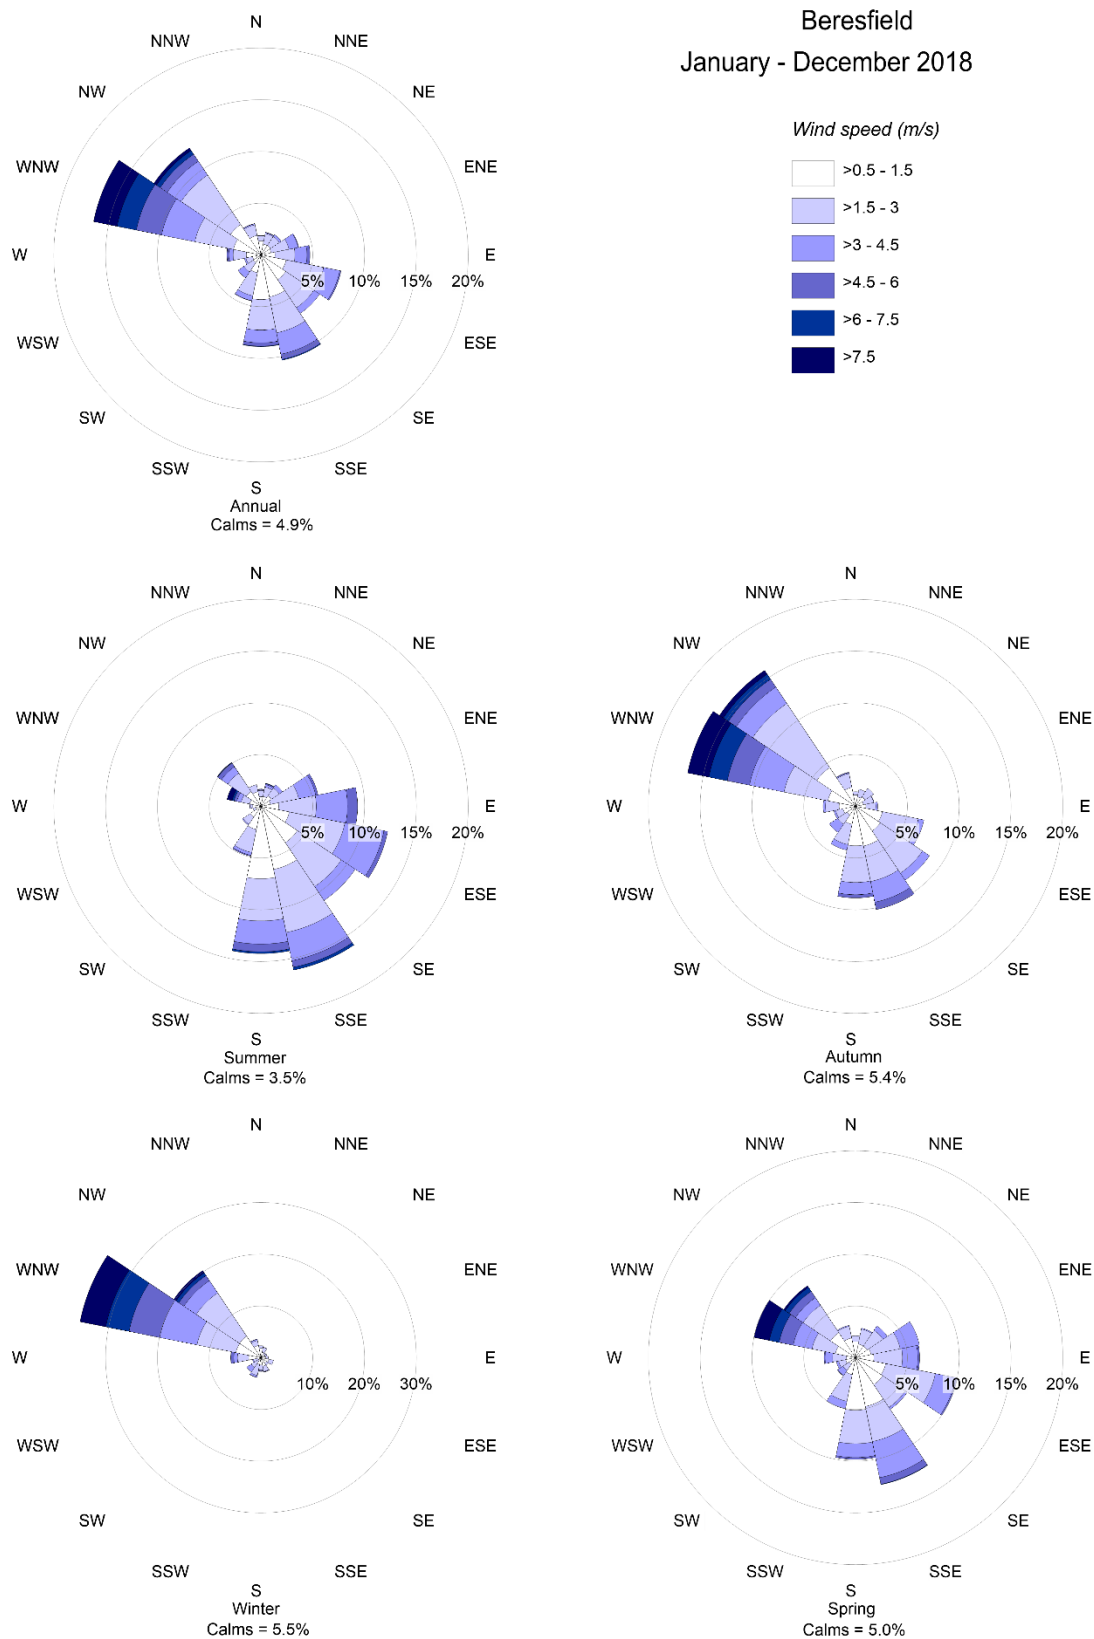 Beresfield
January - December 2018
Wind speed (m/s)
>0.5 - 1.5
>1.5 - 3
>3 - 4.5
>4.5 - 6
>6 - 7.5
>7.5
N
NNW
NNE
NW
NE
WNW
ENE
W
E
5%
10%
15%
20%
WSW
ESE
SW
SE
SSW
SSE
S
Annual
Calms = 4.9%
N
NNW
NNE
NW
NE
WNW
ENE
W
E
5%
10%
15%
20%
WSW
ESE
SW
SE
SSW
SSE
S
Summer
Calms = 3.5%
N
NNW
NNE
NW
NE
WNW
ENE
W
E
5%
10%
15%
20%
WSW
ESE
SW
SE
SSW
SSE
S
Autumn
Calms = 5.4%
N
NNW
NNE
NW
NE
WNW
ENE
W
E
10%
20%
30%
WSW
ESE
SW
SE
SSW
SSE
S
Winter
Calms = 5.5%
N
NNW
NNE
NW
NE
WNW
ENE
W
E
5%
10%
15%
20%
WSW
ESE
SW
SE
SSW
SSE
S
Spring
Calms = 5.0%